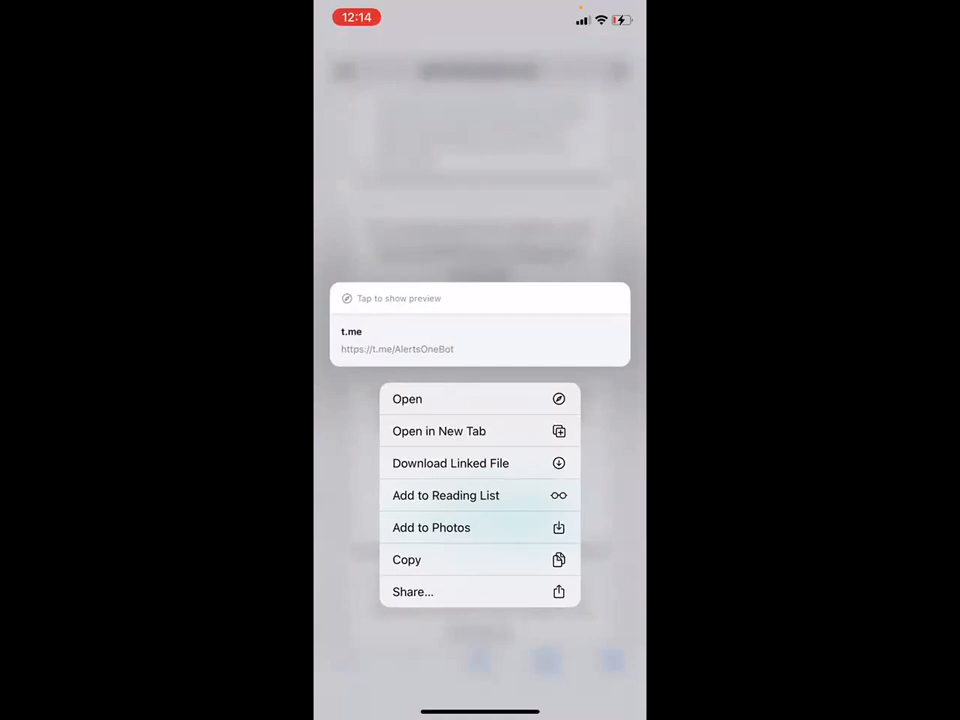 12:14
Tap to show preview
t.me
https://t.me/AlertsOneBot
Open
Open in New Tab
Download Linked File
Add to Reading List
Add to Photos
Copy
Share...